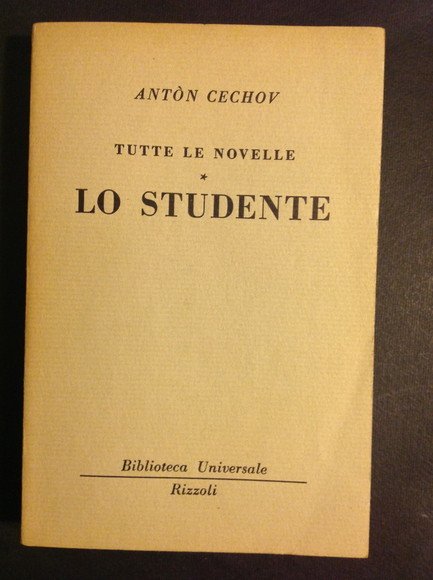 ANTÒN CECHOV
TUTTE LE NOVELLE
*
LO STUDENTE
Biblioteca Universale
Rizzoli